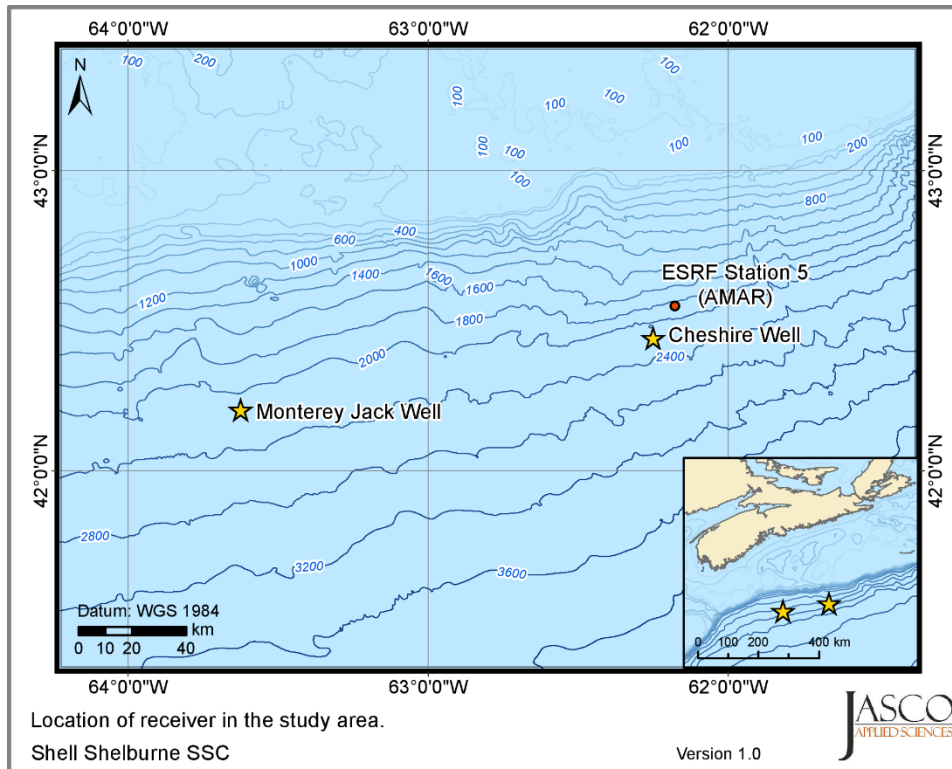 64°0'0"W 63°0'0"W 62°0'0"W
N
100 200 100 200 100
100 100 100
100 100 100 100 200
100
43°0'0"N 43°0'0"N
800
600 400
1000
1400 1600
1600
1200
1800
ESRF Station 5
(AMAR)
Cheshire Well
2000 2400
Monterey Jack Well
42°0'0"N 42°0'0"N
2800
3200 3600
Datum: WGS 1984
km
0 10 20 40
0 100 200 400 km
64°0'0"W 63°0'0"W 62°0'0"W
Location of receiver in the study area.
Shell Shelburne SSC
Version 1.0
JASCO
APPLIED SCIENCES